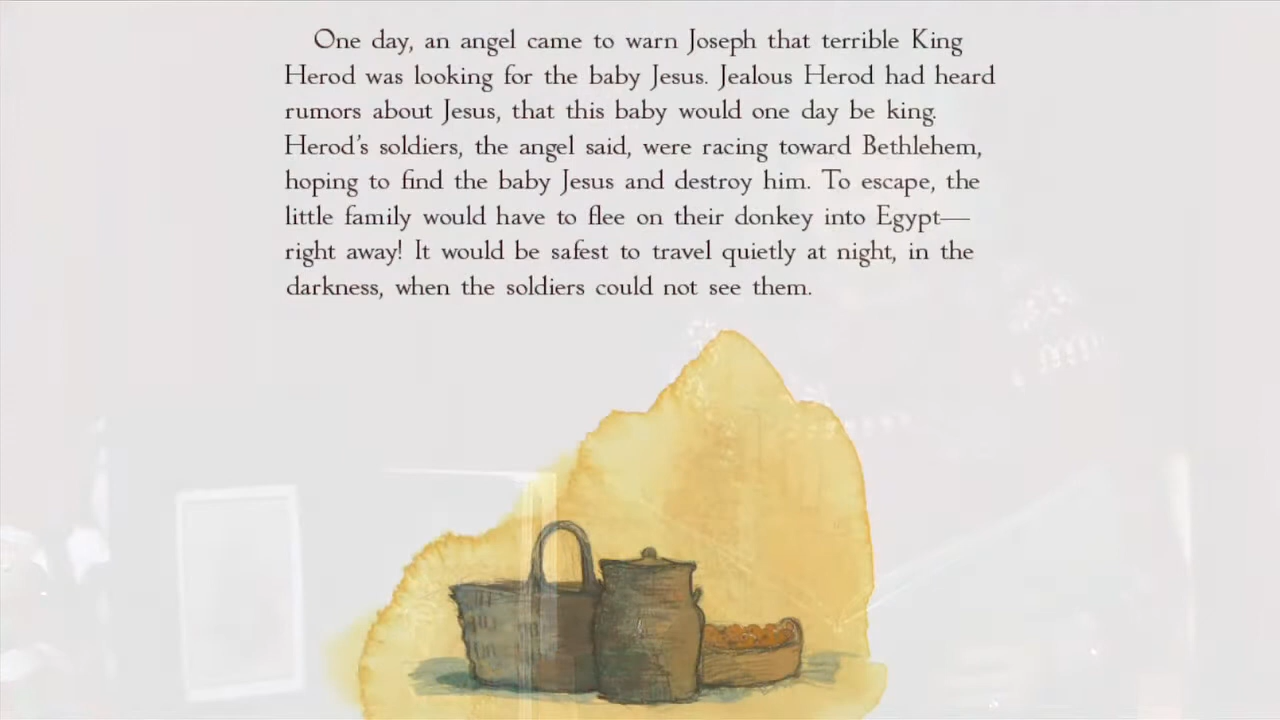 One day, an angel came to warn Joseph that terrible King
Herod was looking for the baby Jesus. Jealous Herod had heard
rumors about Jesus, that this baby would one day be king.
Herod's soldiers, the angel said, were racing toward Bethlehem,
hoping to find the baby Jesus and destroy him. To escape, the
little family would have to flee on their donkey into Egypt—
right away! It would be safest to travel quietly at night, in the
darkness, when the soldiers could not see them.